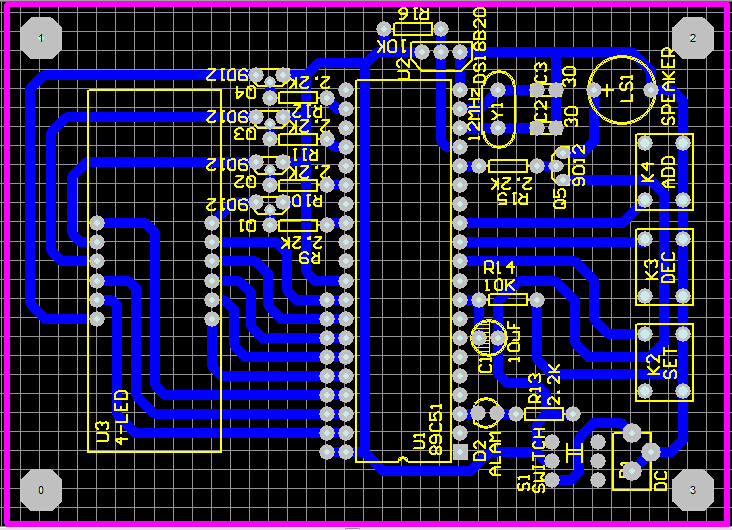 R16
10K
1
2
U2
DS18B20
9012
2.2K
Q4
R12
12MHz
Y1
C3
30
C2
30
LS1
SPEAKER
9012
2.2K
Q3
R11
9012
2.2K
Q2
R10
2.2K
R15
Q5
9012
K4
ADD
9012
Q1
2.2K
R9
R14
10K
K3
DEC
C1
10uF
K2
SET
R13
2.2K
U3
4-LED
U1
89C51
D2
ALAM
S1
SWITCH
DC
0
3